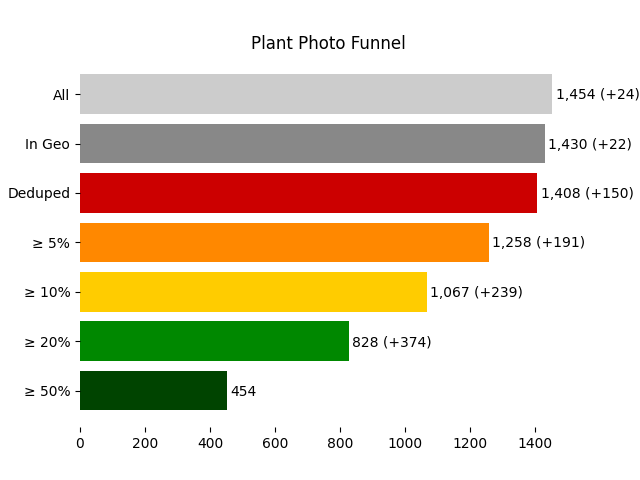 Plant Photo Funnel
All 1,454 (+24)
In Geo 1,430 (+22)
Deduped 1,408 (+150)
≥ 5% 1,258 (+191)
≥ 10% 1,067 (+239)
≥ 20% 828 (+374)
≥ 50% 454
0 200 400 600 800 1000 1200 1400